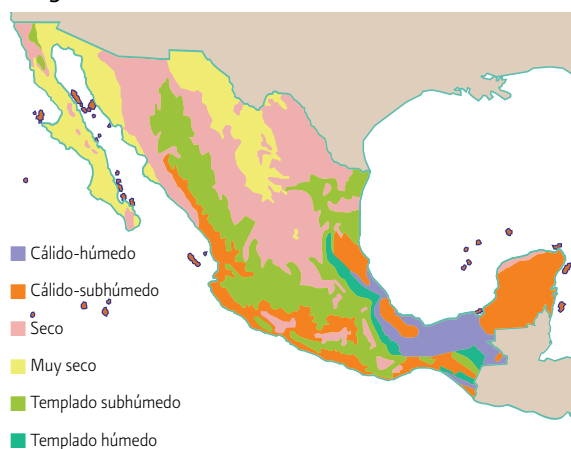 Cálido-húmedo
Cálido-subhúmedo
Seco
Muy seco
Templado subhúmedo
Templado húmedo